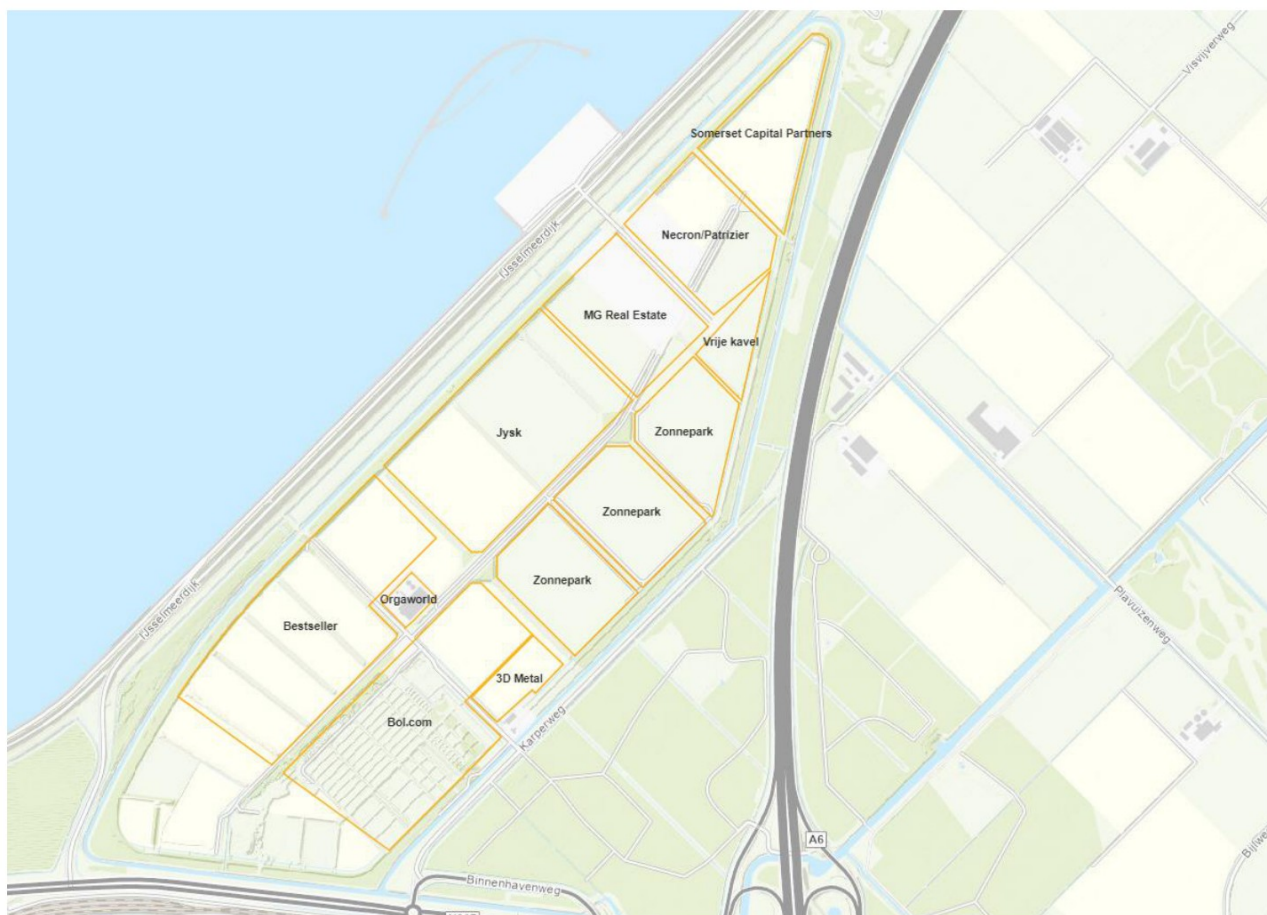 Visvijverweg
Somerset Capital Partners
IJsselmeerdijk
Necron/Patrizier
MG Real Estate
Vrije kavel
Jysk
Zonnepark
Zonnepark
Zonnepark
IJsselmeerdijk
Orgaworld
Bestseller
Plavuizenweg
3D Metal
Bol.com
Karperweg
A6
Binnenhavenweg